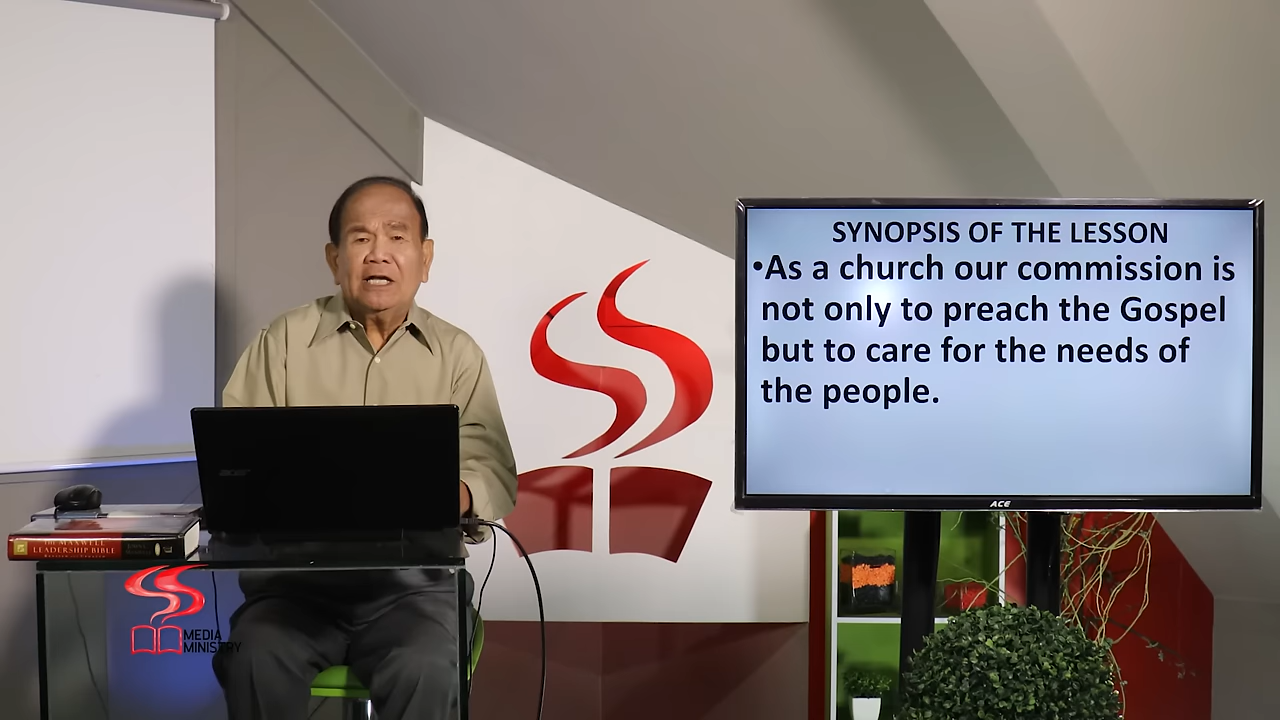 SYNOPSIS OF THE LESSON
•As a church our commission is
not only to preach the Gospel
but to care for the needs of
the people.
ACE
acer
THE MAXWELL
LEADERSHIP BIBLE
MEDIA
MINISTRY